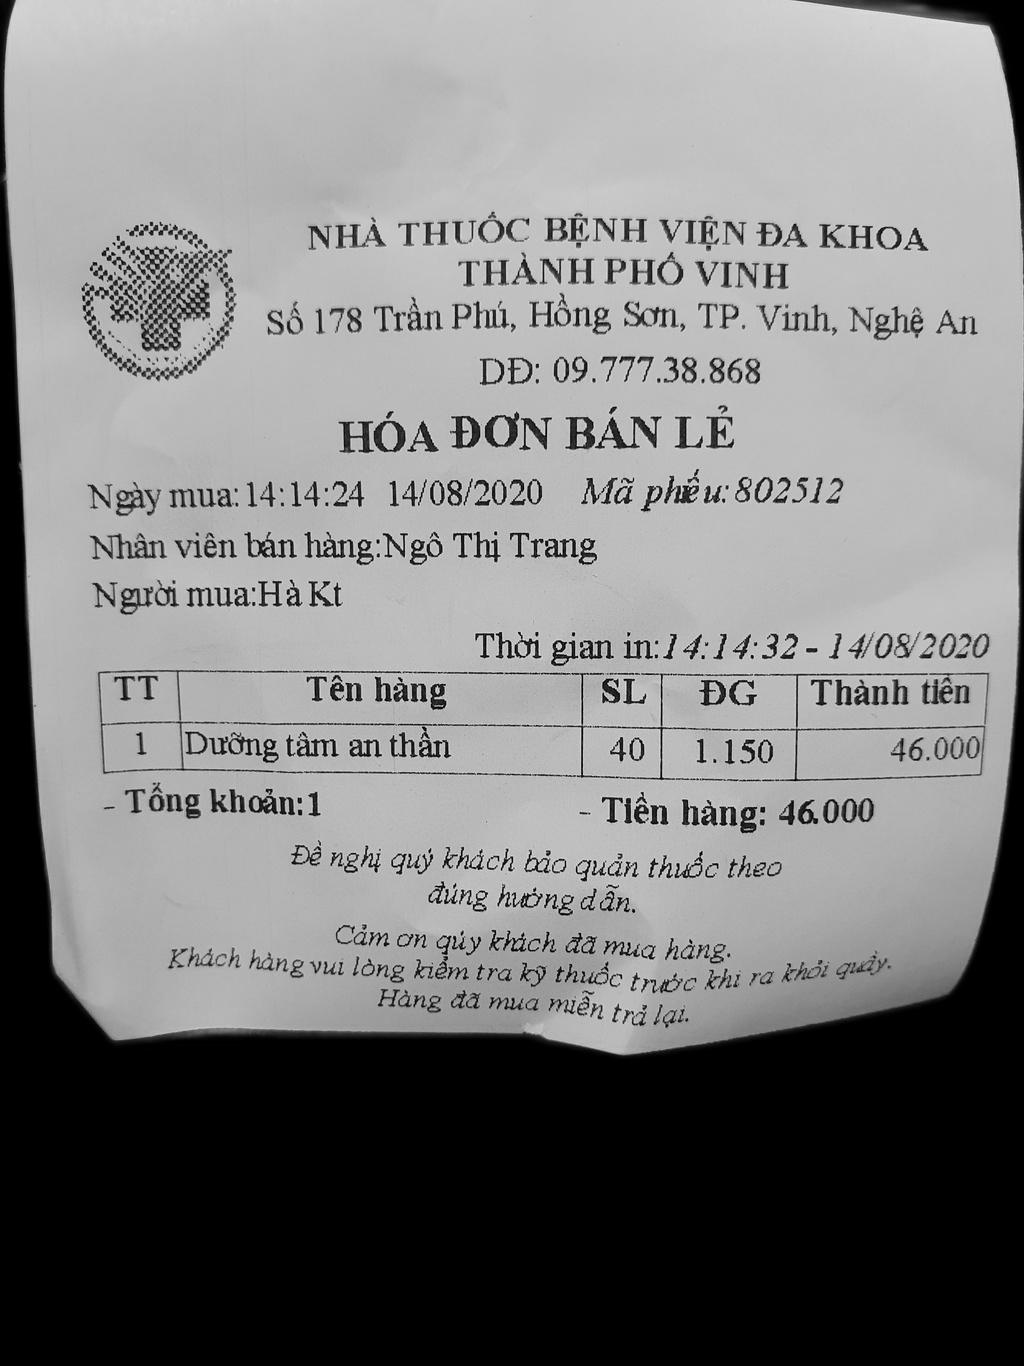 NHÀ THUỐC BỆNH VIỆN ĐA KHOA
THÀNH PHỐ VINH
Số 178 Trần Phú, Hồng Sơn, TP. Vinh, Nghệ An
DĐ: 09.777.38.868
HÓA ĐƠN BÁN LẺ
Ngày mua:14:14:24 14/08/2020 Mã phiếu:802512
Nhân viên bán hàng:Ngô Thị Trang
Người mua:Hà Kt
Thời gian in:14:14:32 - 14/08/2020
TT Tên hàng SL ĐG Thành tiền
1 Dưỡng tâm an thần 40 1.150 46.000
- Tổng khoản:1 - Tiền hàng: 46.000
Đề nghị quý khách bảo quản thuốc theo
đúng hướng dẫn.
Cảm ơn qúy khách đã mua hàng.
Khách hàng vui lòng kiểm tra kỹ thuốc trước khi ra khỏi quầy.
Hàng đã mua miễn trả lại.